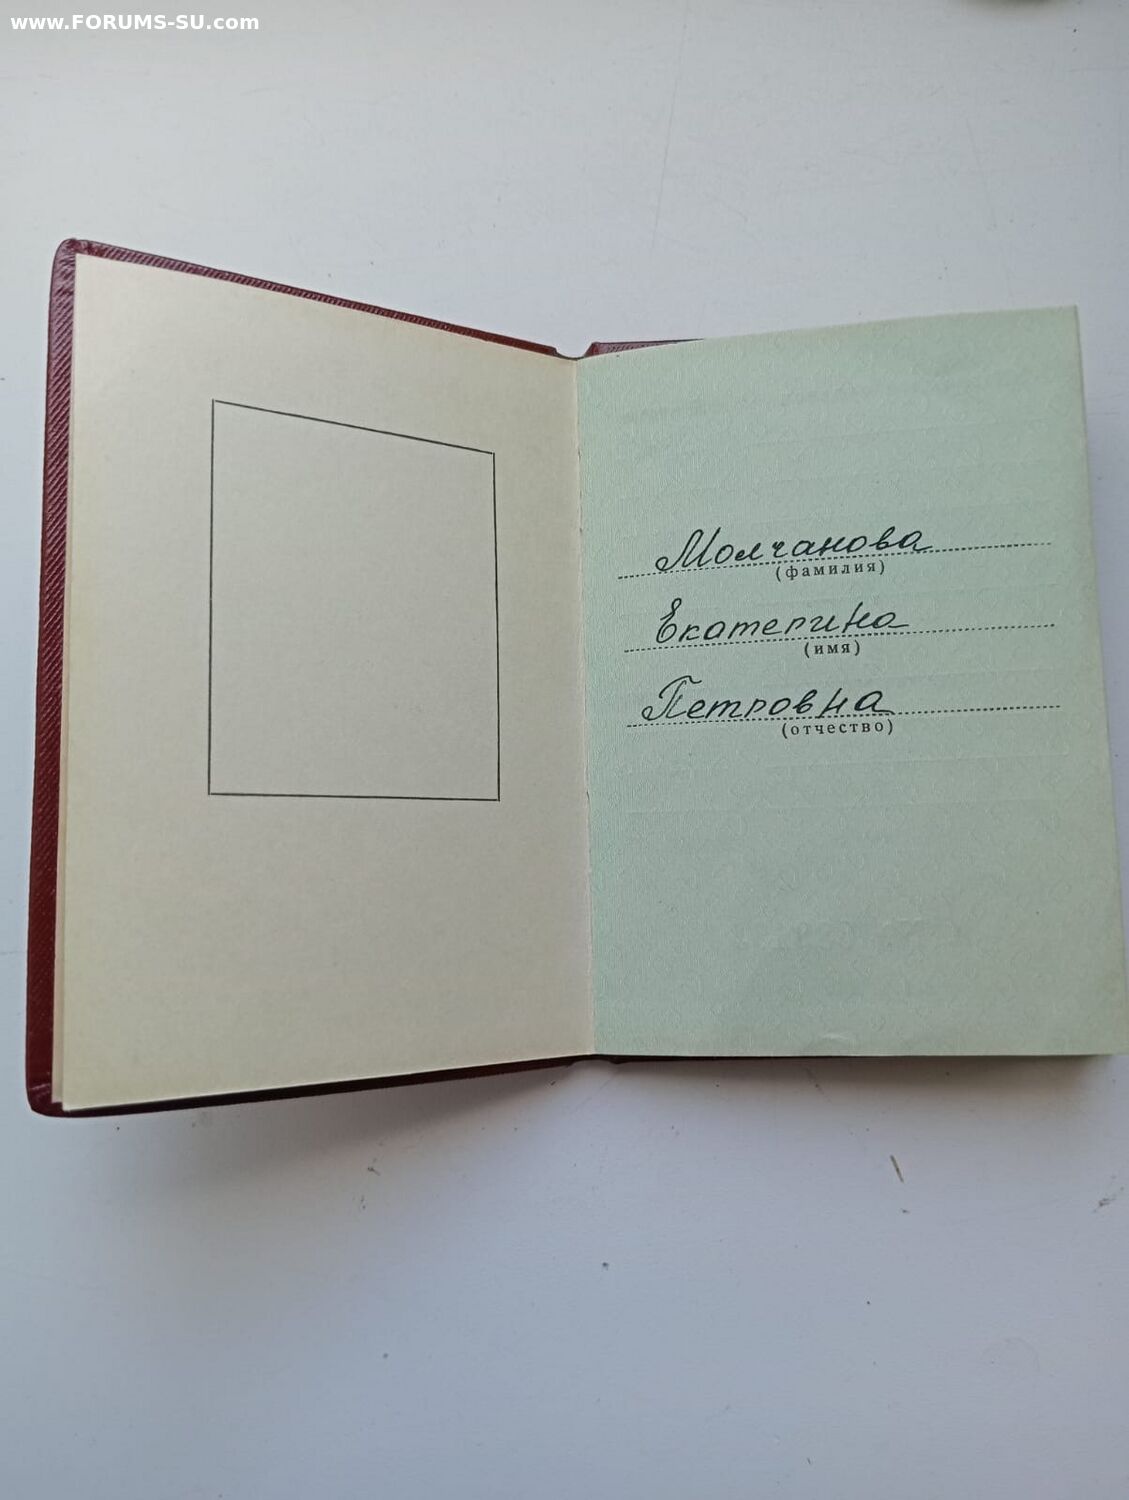 www.FORUMS-SU.com
Молчанова
(фамилия)
Екатерина
(имя)
Петровна
(отчество)